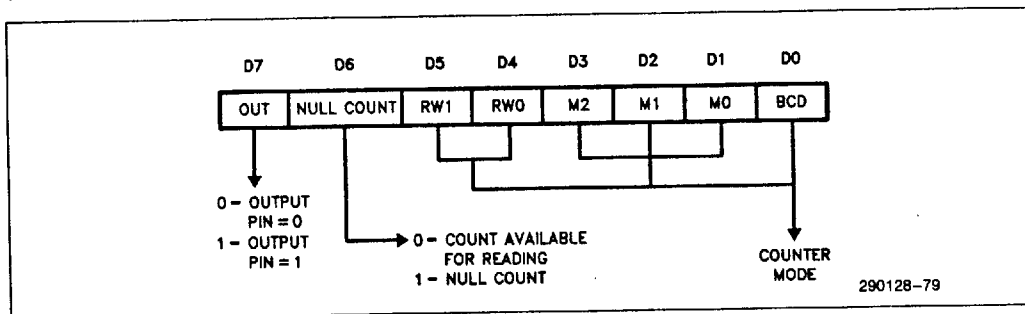 D7 D6 D5 D4 D3 D2 D1 D0
OUT NULL COUNT RW1 RW0 M2 M1 M0 BCD
0 – OUTPUT
PIN = 0
1 – OUTPUT
PIN = 1
0 – COUNT AVAILABLE
FOR READING
1 – NULL COUNT
COUNTER
MODE
290128–79